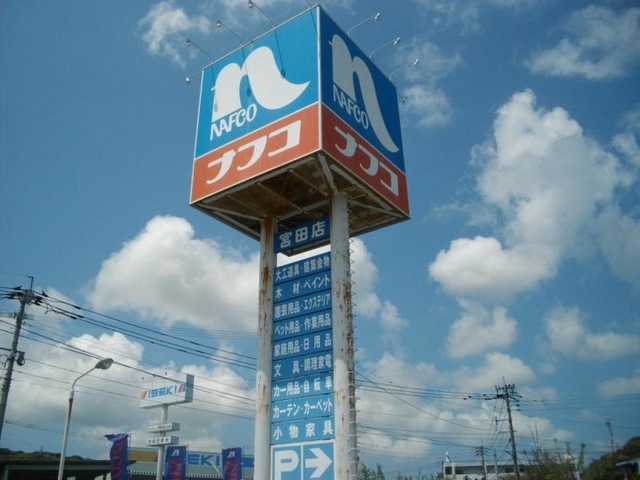 NAFCO
ナフコ
NAFCO
ナフコ
宮田店
大工道具・建築金物
木材・ペイント
園芸用品・エクステリア
ペット用品・作業用品
家庭用品・日用品
文具・調理家電
カー用品・自転車
カーテン・カーペット
小物家具
P→
ISEKI
ISEKI